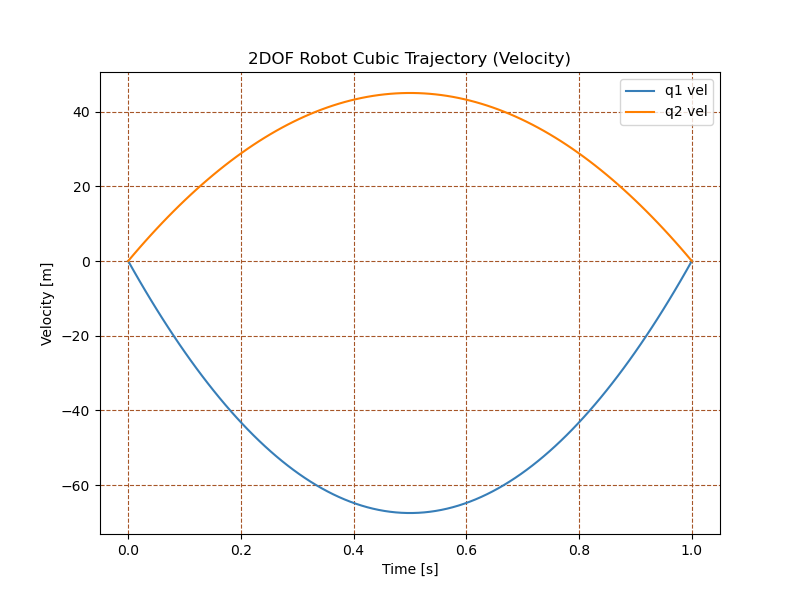 2DOF Robot Cubic Trajectory (Velocity)
q1 vel
q2 vel
40
20
0
−20
−40
−60
Velocity [m]
0.0 0.2 0.4 0.6 0.8 1.0
Time [s]